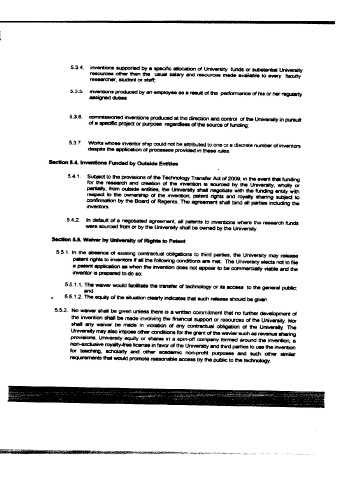 5.3.4. inventions supported by a specific allocation of University funds or substantial University
resources other then the usual salary and resources made available to every faculty
researcher, student or staff;
5.3.5. inventions produced by an employee as a result of the performance of his or her regularly
assigned duties
5.3.6. commissioned inventions produced at the direction and control of the University in pursuit
of a specific project or purpose regardless of the source of funding;
5.3.7 Works whose inventor ship could not be attributed to one or a discrete number of inventors
despite the application of processes provided in these rules
Section 5.4. Inventions Funded by Outside Entities
5.4.1. Subject to the provisions of the Technology Transfer Act of 2009, in the event that funding
for the research and creation of the invention is sourced by the University, wholly or
partially, from outside entities, the University shall negotiate with the funding entity with
respect to the ownership of the invention, patent rights and royalty sharing subject to
confirmation by the Board of Regents. The agreement shall bind all parties including the
inventors.
5.4.2. In default of a negotiated agreement, all patents to inventions where the research funds
were sourced from or by the University shall be owned by the University.
Section 5.5. Waiver by University of Rights to Patent
5.5.1. In the absence of existing contractual obligations to third parties, the University may release
patent rights to inventors if all the following conditions are met. The University elects not to file
a patent application as when the invention does not appear to be commercially viable and the
inventor is prepared to do so;
5.5.1.1. The waiver would facilitate the transfer of technology or its access to the general public;
and
5.5.1.2. The equity of the situation clearly indicates that such release should be given
5.5.2. No waiver shall be given unless there is a written commitment that no further development of
the invention shall be made involving the financial support or resources of the University. Nor
shall any waiver be made in violation of any contractual obligation of the University. The
University may also impose other conditions for the grant of the waiver such as revenue sharing
provisions, University equity or shares in a spin-off company formed around the invention, a
non-exclusive royalty-free license in favor of the University and third parties to use the invention
for teaching, scholarly and other academic non-profit purposes and such other similar
requirements that would promote reasonable access by the public to the technology.